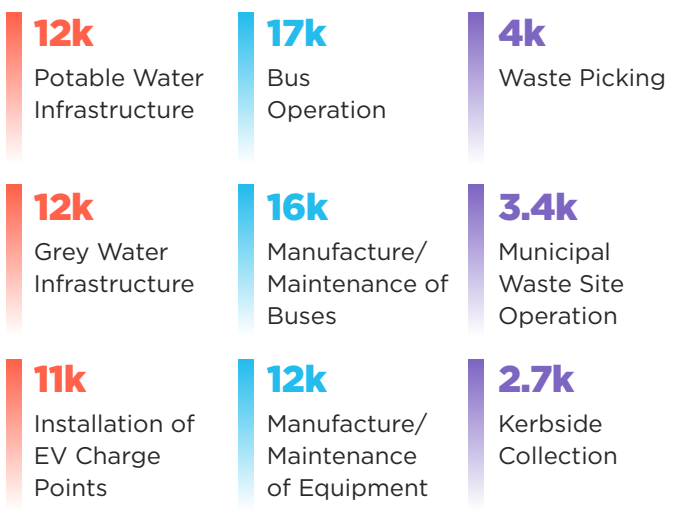 12k
Potable Water
Infrastructure
17k
Bus
Operation
4k
Waste Picking
12k
Grey Water
Infrastructure
16k
Manufacture/
Maintenance of
Buses
3.4k
Municipal
Waste Site
Operation
11k
Installation of
EV Charge
Points
12k
Manufacture/
Maintenance
of Equipment
2.7k
Kerbside
Collection